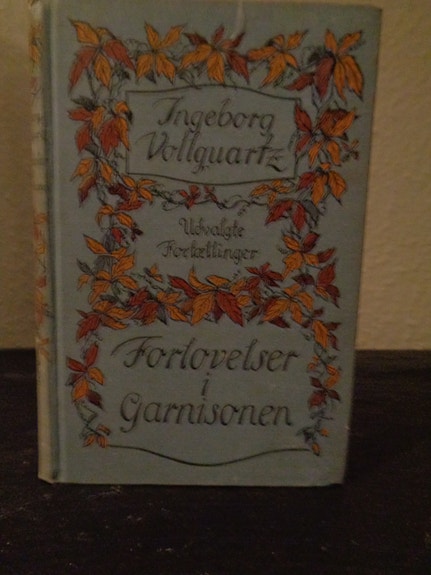 Ingeborg
Vollquartz
Udvalgte
Fortællinger
Forlovelser
i
Garnisonen